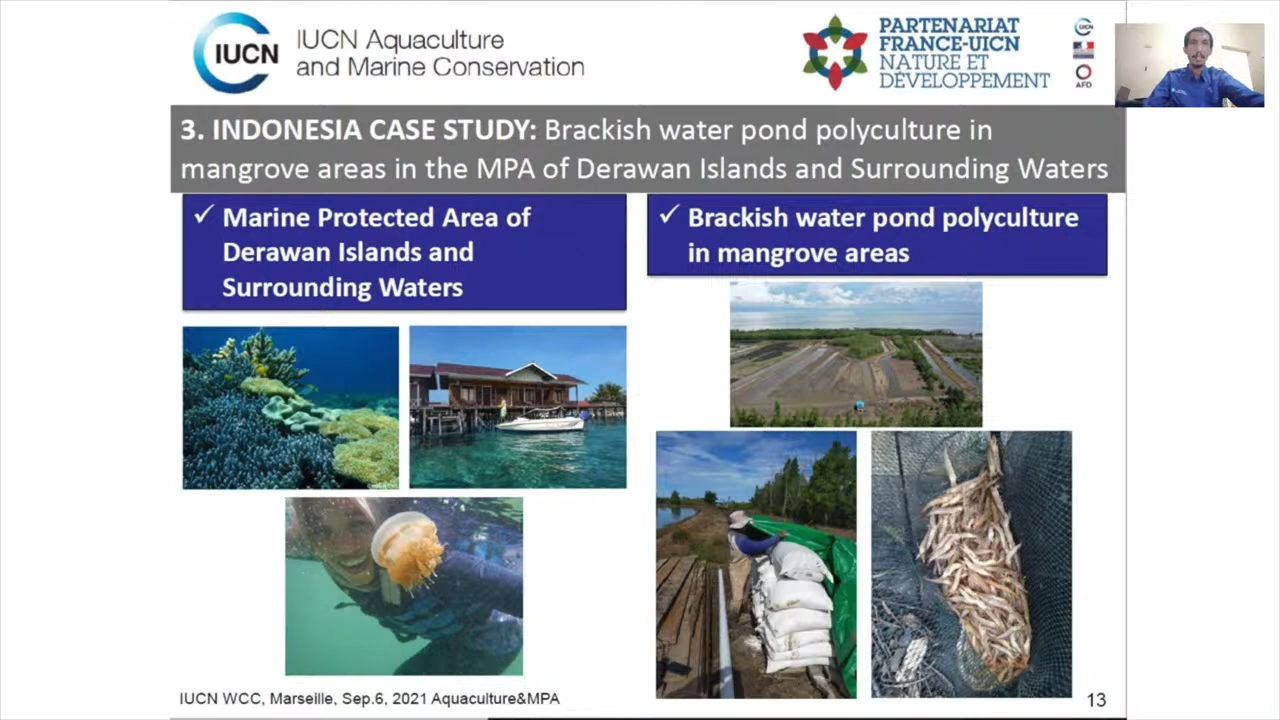 IUCN
IUCN Aquaculture
and Marine Conservation
PARTENARIAT
FRANCE-UICN
NATURE ET
DÉVELOPPEMENT
UICN
AFD
3. INDONESIA CASE STUDY: Brackish water pond polyculture in
mangrove areas in the MPA of Derawan Islands and Surrounding Waters
✓ Marine Protected Area of
Derawan Islands and
Surrounding Waters
✓ Brackish water pond polyculture
in mangrove areas
IUCN WCC, Marseille, Sep.6, 2021 Aquaculture&MPA
13